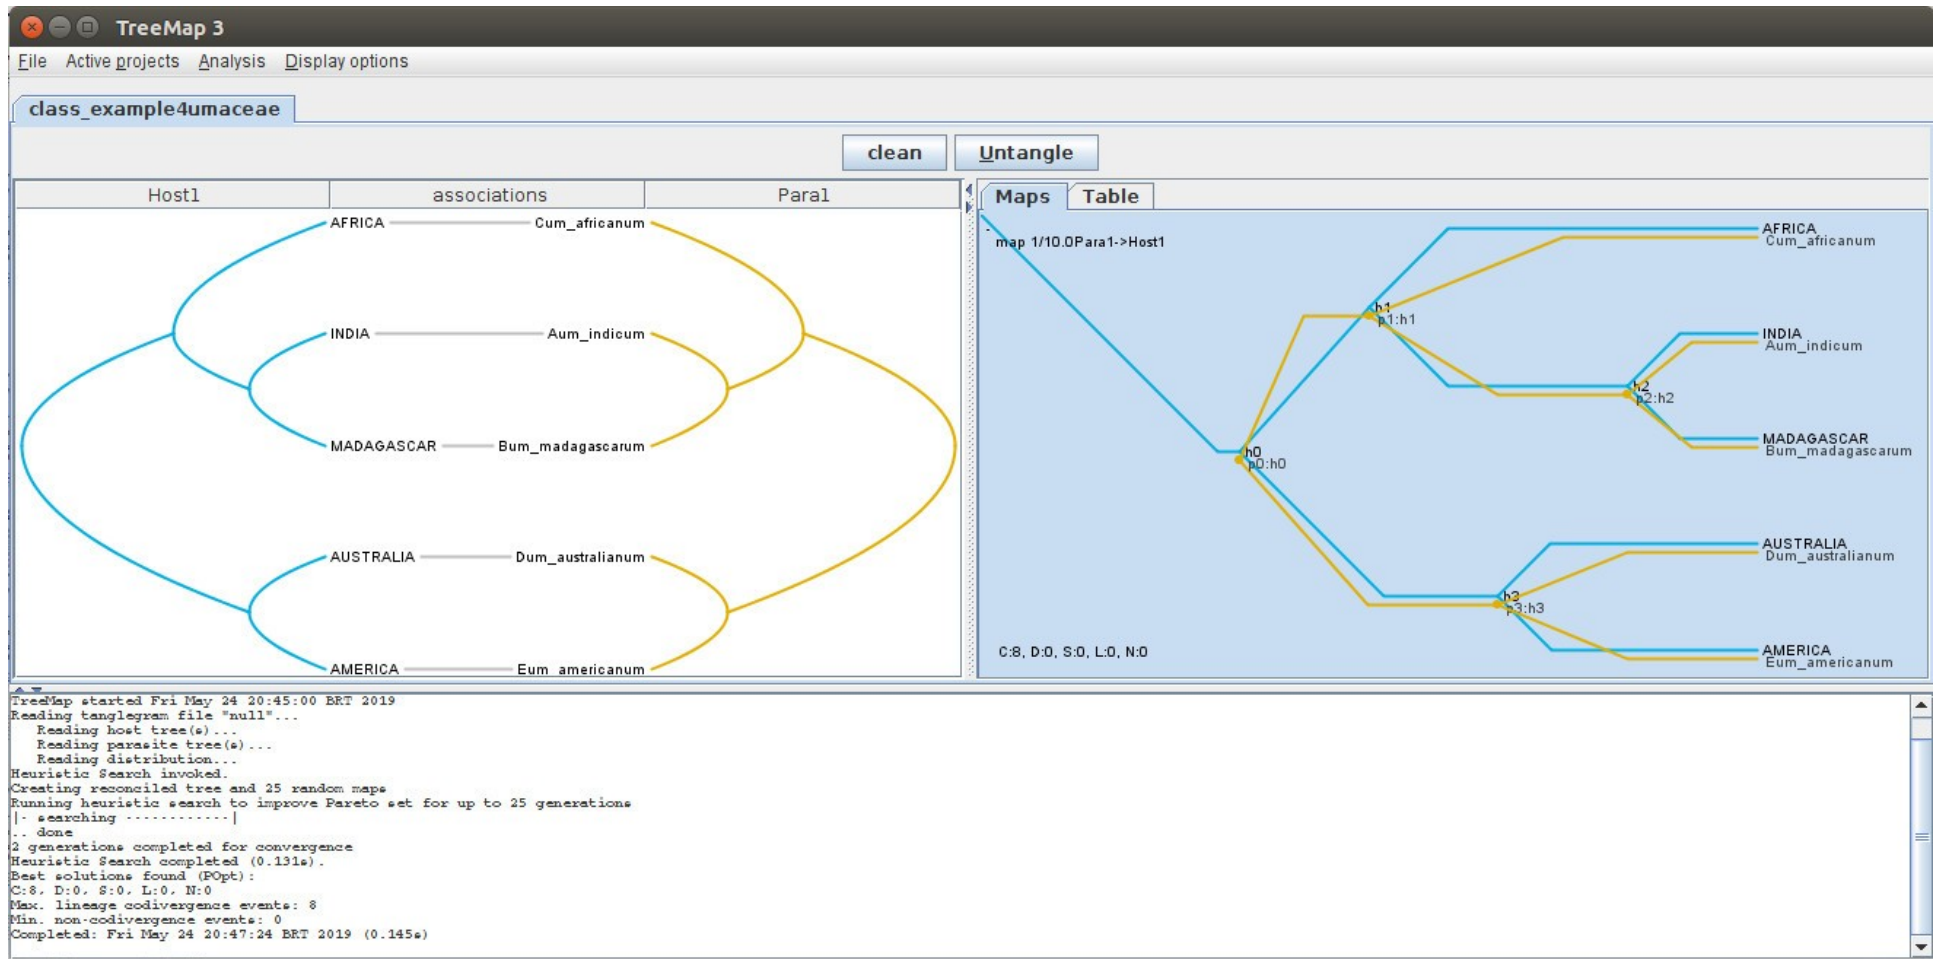 TreeMap 3
File Active projects Analysis Display options
class_example4umaceae
clean Untangle
Host1 associations Para1
AFRICA Cum_africanum
INDIA Aum_indicum
MADAGASCAR Bum_madagascarum
AUSTRALIA Dum_australianum
AMERICA Eum_americanum
Maps Table
map 1/10.0Para1->Host1
AFRICA
Cum_africanum
h1
p1:h1
INDIA
Aum_indicum
h2
p2:h2
MADAGASCAR
Bum_madagascarum
h0
p0:h0
AUSTRALIA
Dum_australianum
h3
p3:h3
AMERICA
Eum_americanum
C:8, D:0, S:0, L:0, N:0
TreeMap started Fri May 24 20:45:00 BRT 2019
Reading tanglegram file "null"...
Reading host tree(s)...
Reading parasite tree(s)...
Reading distribution...
Heuristic Search invoked.
Creating reconciled tree and 25 random maps
Running heuristic search to improve Pareto set for up to 25 generations
|- searching ------------|
.. done
2 generations completed for convergence
Heuristic Search completed (0.131s).
Best solutions found (POpt):
C:8, D:0, S:0, L:0, N:0
Max. lineage codivergence events: 8
Min. non-codivergence events: 0
Completed: Fri May 24 20:47:24 BRT 2019 (0.145s)